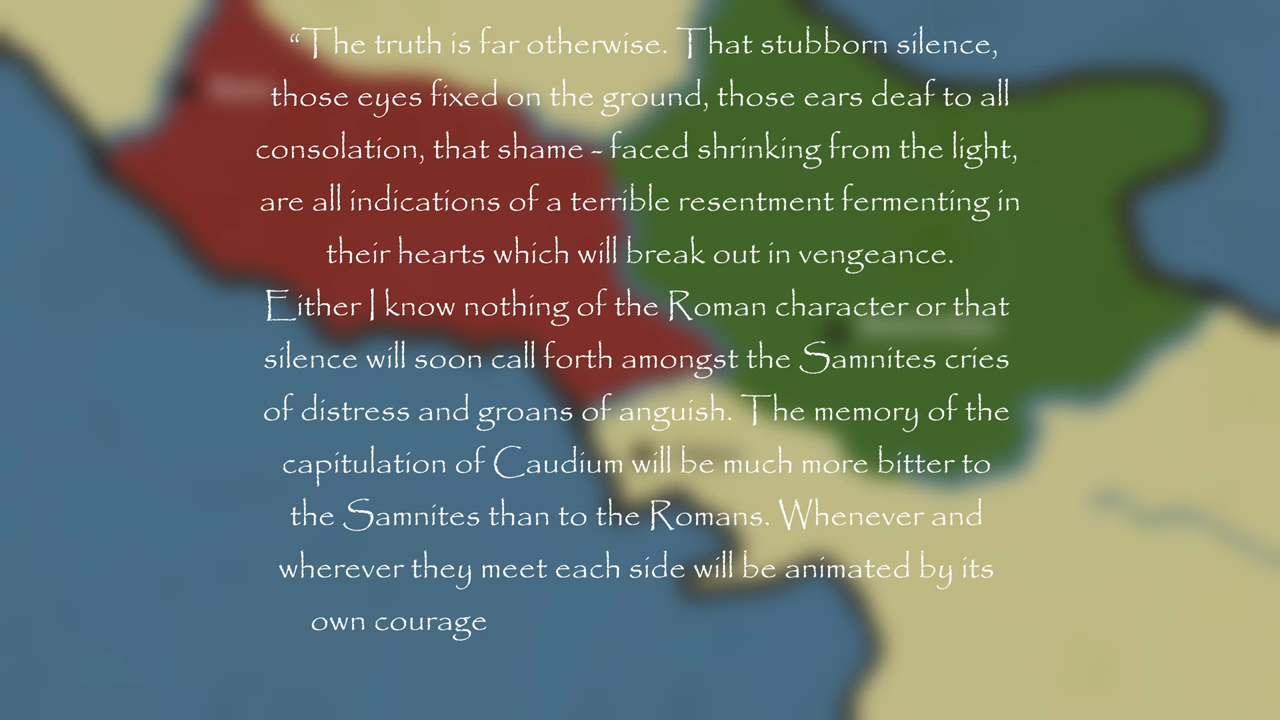 “The truth is far otherwise. That stubborn silence,
those eyes fixed on the ground, those ears deaf to all
consolation, that shame - faced shrinking from the light,
are all indications of a terrible resentment fermenting in
their hearts which will break out in vengeance.
Either I know nothing of the Roman character or that
silence will soon call forth amongst the Samnites cries
of distress and groans of anguish. The memory of the
capitulation of Caudium will be much more bitter to
the Samnites than to the Romans. Whenever and
wherever they meet each side will be animated by its
own courage